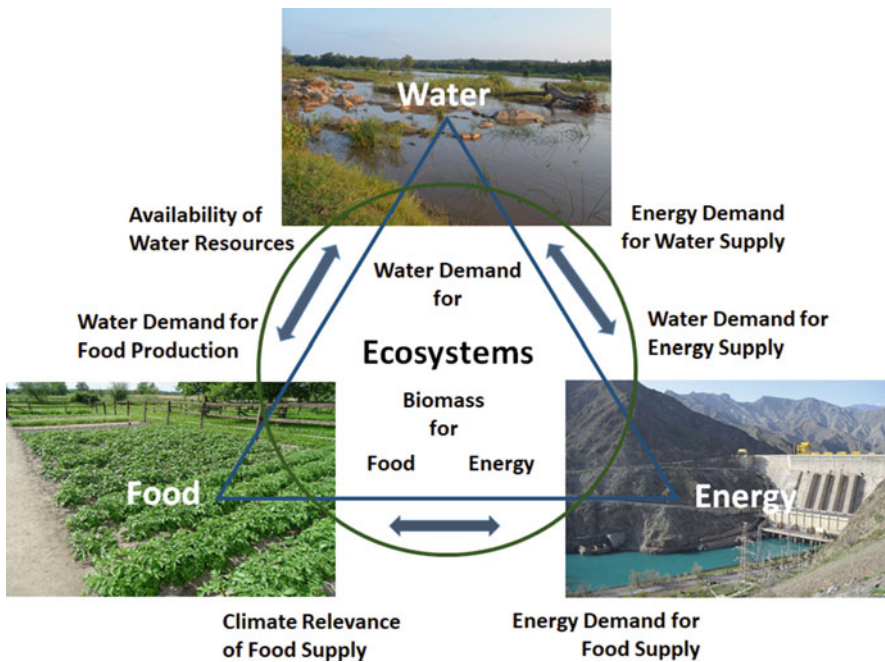 Water
Availability of
Water Resources
Energy Demand
for Water Supply
Water Demand
for
Water Demand for
Food Production
Water Demand for
Energy Supply
Ecosystems
Biomass
for
Food Energy
Food
Energy
Climate Relevance
of Food Supply
Energy Demand for
Food Supply